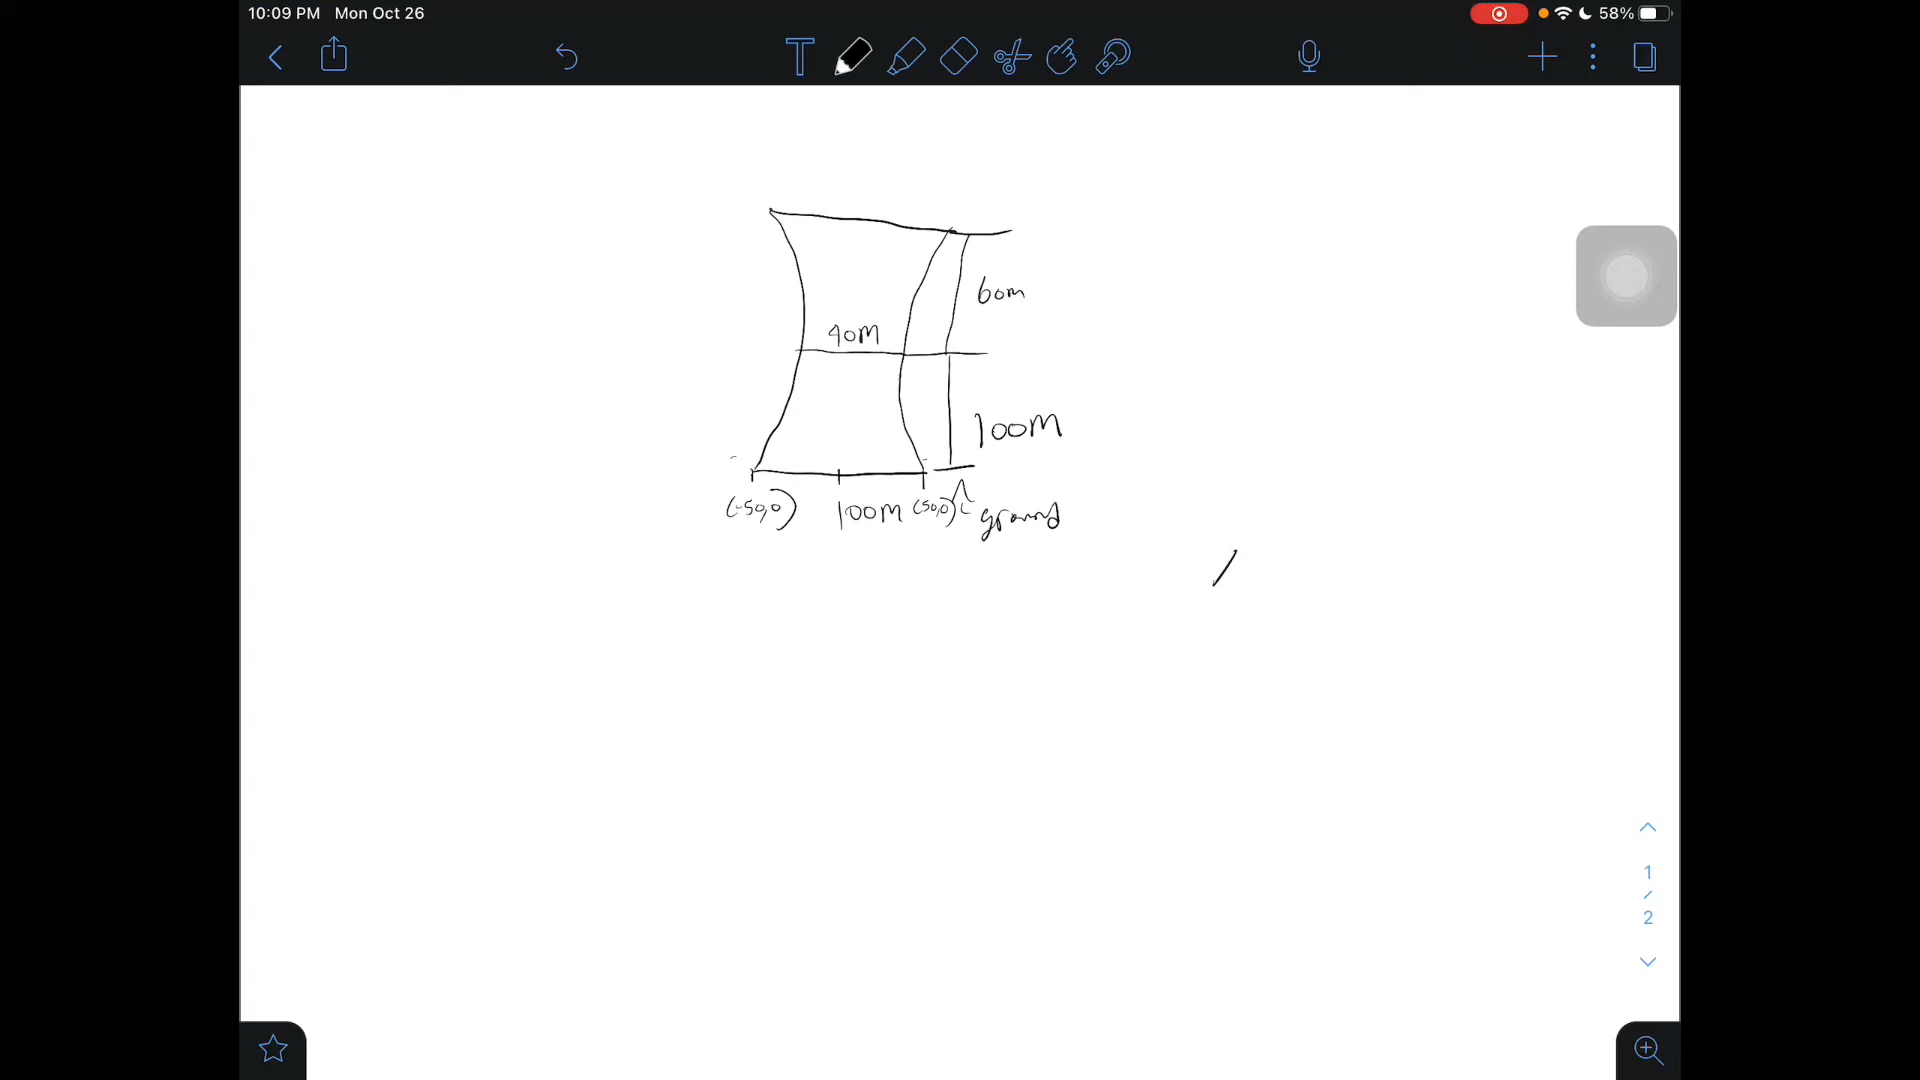 10:09 PM Mon Oct 26
58%
T
60m
40M
100M
(-50,0) 100M (50,0)
ground
1
/
2